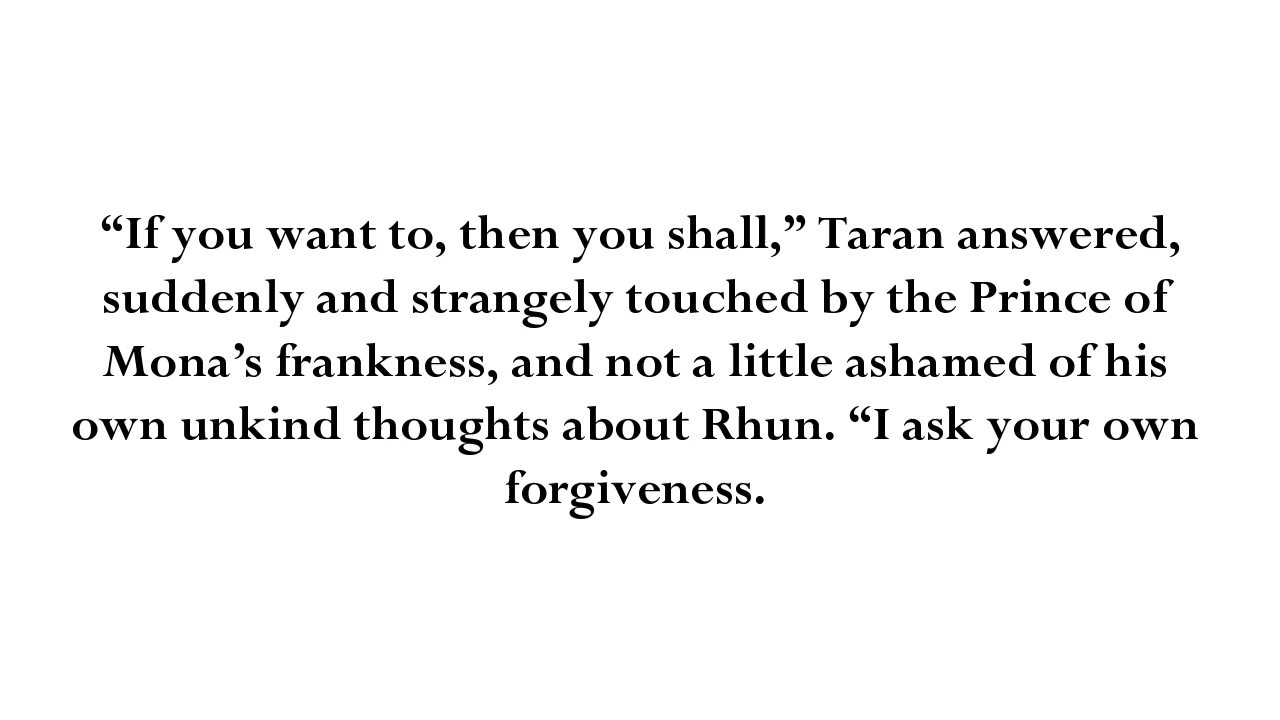 “If you want to, then you shall,” Taran answered,
suddenly and strangely touched by the Prince of
Mona’s frankness, and not a little ashamed of his
own unkind thoughts about Rhun. “I ask your own
forgiveness.